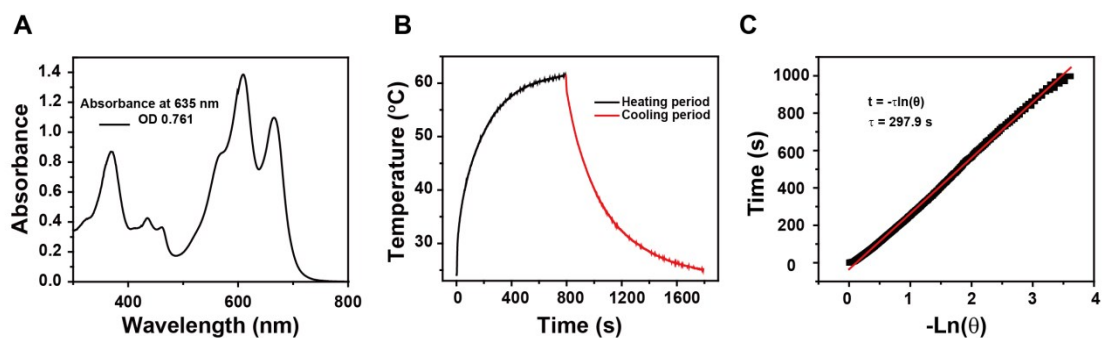 A
Absorbance
1.4
1.2
1.0
0.8
0.6
0.4
0.2
0.0
Absorbance at 635 nm
OD 0.761
400
600
800
Wavelength (nm)
B
Temperature (°C)
60
50
40
30
Heating period
Cooling period
0
400
800
1200
1600
Time (s)
C
Time (s)
1000
800
600
400
200
0
t = -τln(θ)
τ = 297.9 s
0
1
2
3
4
-Ln(θ)